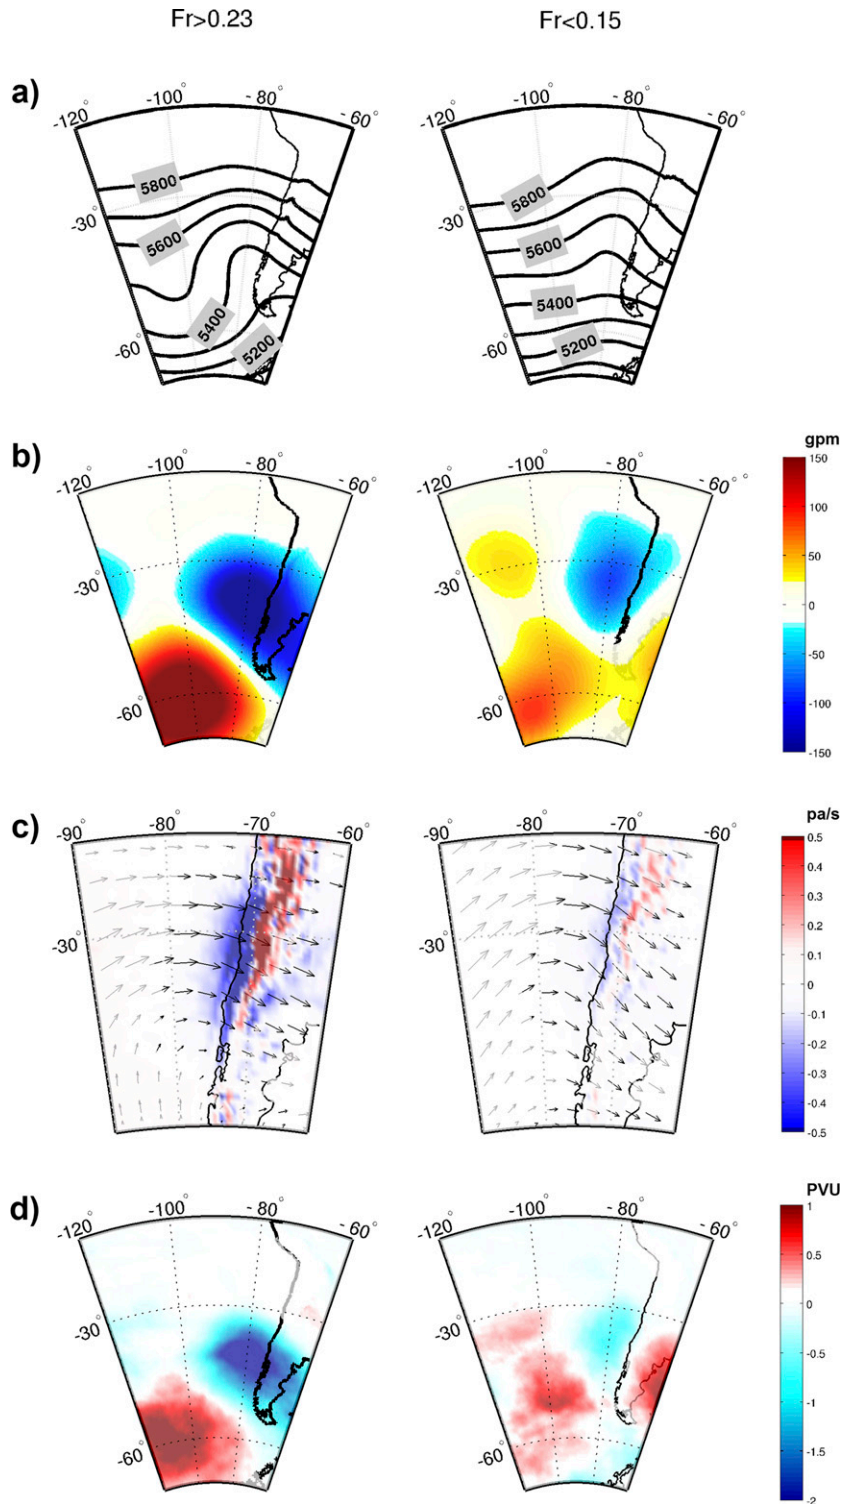 Fr>0.23 Fr<0.15
a)
-120° -100° -80° -60° -120° -100° -80° -60°
5800 5800
-30° -30°
5600 5600
5400 5400
-60° 5200 -60° 5200
b) gpm
-120° -100° -80° -60° -120° -100° -80° -60° 150
100
50
-30° -30° 0
-50
-60° -60° -100
-150
c) pa/s
-90° -80° -70° -60° -90° -80° -70° -60° 0.5
0.4
0.3
0.2
-30° -30° 0.1
0
-0.1
-0.2
-0.3
-0.4
-0.5
d) PVU
-120° -100° -80° -60° -120° -100° -80° -60° 1
0.5
-30° -30° 0
-0.5
-1
-60° -60° -1.5
-2